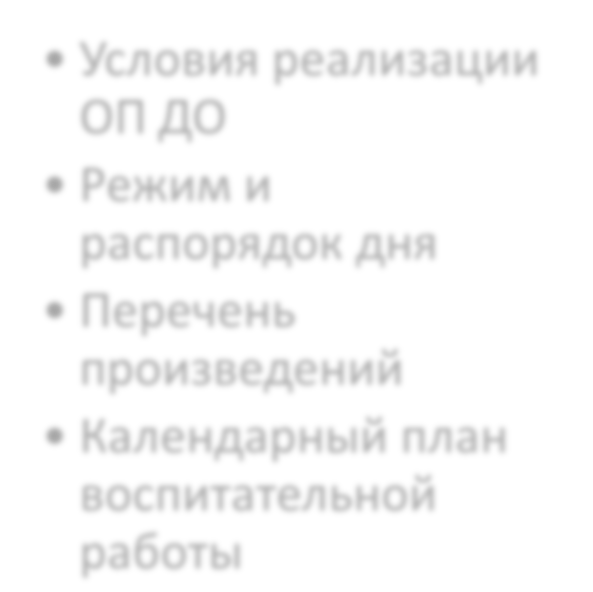 • Условия реализации
ОП ДО
• Режим и
распорядок дня
• Перечень
произведений
• Календарный план
воспитательной
работы